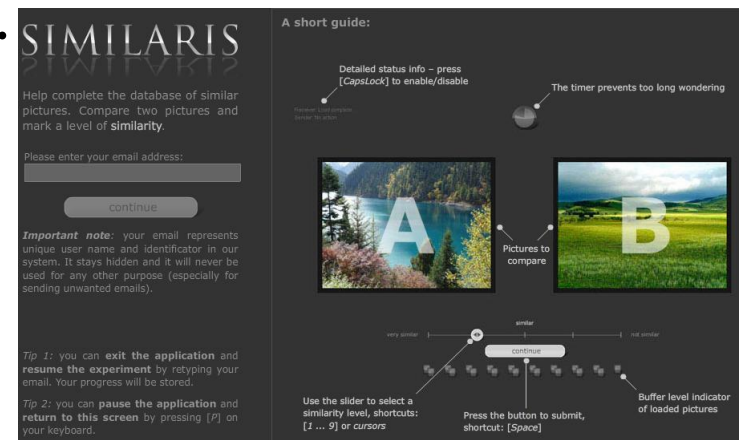 SIMILARIS
Help complete the database of similar
pictures. Compare two pictures and
mark a level of similarity.
Please enter your email address:
continue
Important note: your email represents
unique user name and identificator in our
system. It stays hidden and it will never be
used for any other purpose (especially for
sending unwanted emails).
Tip 1: you can exit the application and
resume the experiment by retyping your
email. Your progress will be stored.
Tip 2: you can pause the application and
return to this screen by pressing [P] on
your keyboard.
A short guide:
Detailed status info – press
[CapsLock] to enable/disable
The timer prevents too long wondering
A
B
Pictures to
compare
similar
very similar
not similar
continue
Use the slider to select a
similarity level, shortcuts:
[1 ... 9] or cursors
Press the button to submit,
shortcut: [Space]
Buffer level indicator
of loaded pictures